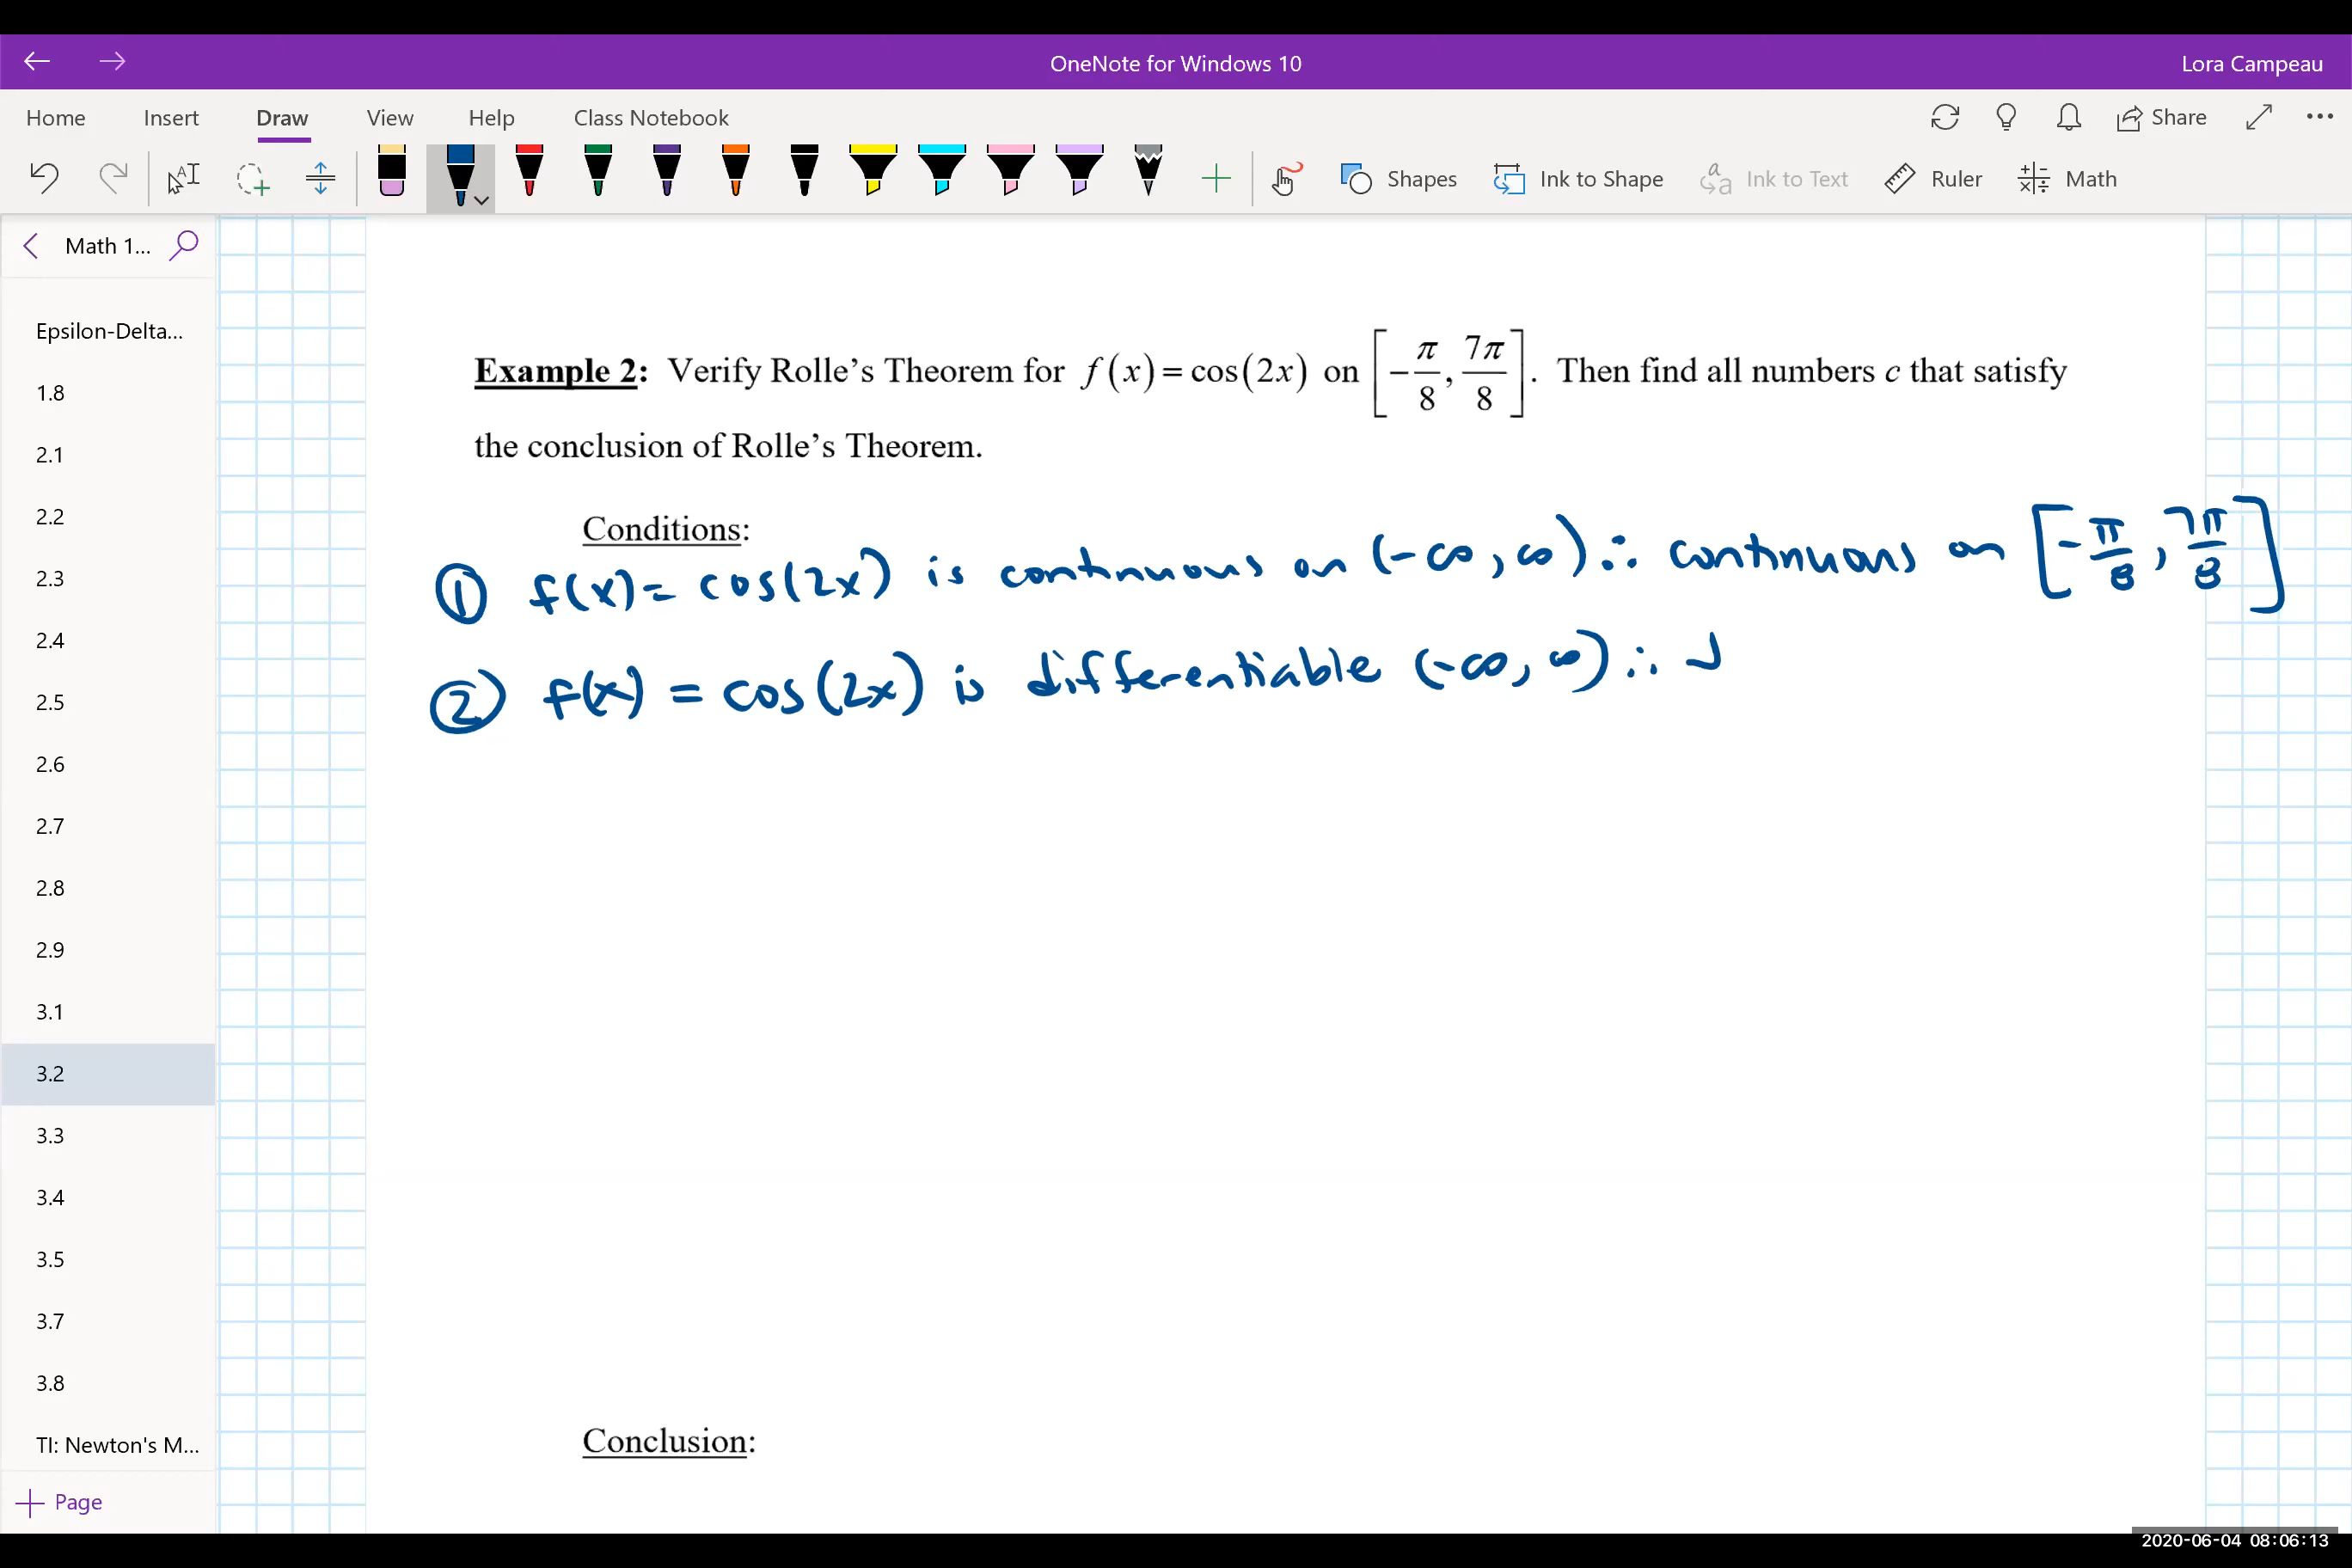 OneNote for Windows 10
Lora Campeau
Home Insert Draw View Help Class Notebook Share
Shapes Ink to Shape Ink to Text Ruler Math
Math 1...
Epsilon-Delta...
1.8
2.1
2.2
2.3
2.4
2.5
2.6
2.7
2.8
2.9
3.1
3.2
3.3
3.4
3.5
3.7
3.8
TI: Newton's M...
Page
Example 2: Verify Rolle's Theorem for f(x) = cos(2x) on [-π/8, 7π/8]. Then find all numbers c that satisfy
the conclusion of Rolle's Theorem.
Conditions:
① f(x) = cos(2x) is continuous on (-∞, ∞) ∴ continuous on [-π/8, 7π/8]
② f(x) = cos(2x) is differentiable (-∞, ∞) ∴
Conclusion:
2020-06-04 08:06:13